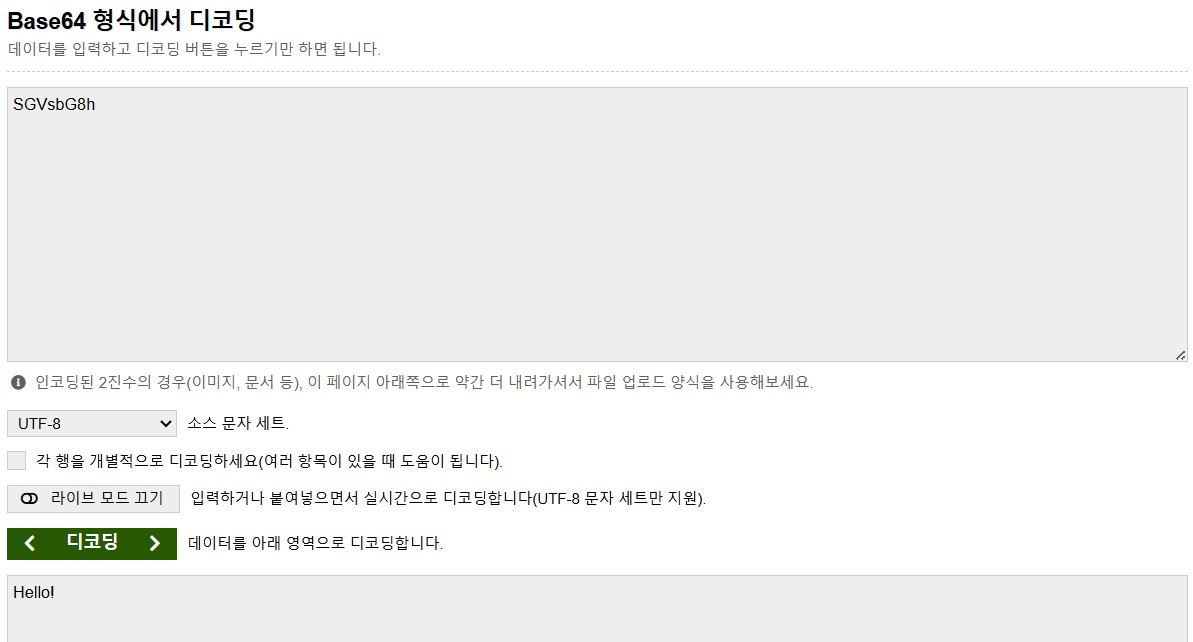 Base64 형식에서 디코딩
데이터를 입력하고 디코딩 버튼을 누르기만 하면 됩니다.
SGVsbG8h
인코딩된 2진수의 경우(이미지, 문서 등), 이 페이지 아래쪽으로 약간 더 내려가셔서 파일 업로드 양식을 사용해보세요.
UTF-8 소스 문자 세트.
각 행을 개별적으로 디코딩하세요(여러 항목이 있을 때 도움이 됩니다).
라이브 모드 끄기 입력하거나 붙여넣으면서 실시간으로 디코딩합니다(UTF-8 문자 세트만 지원).
디코딩 데이터를 아래 영역으로 디코딩합니다.
Hello!